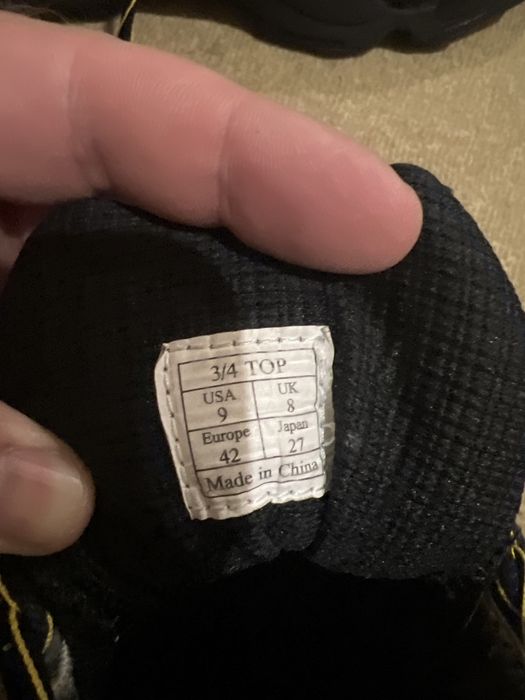 3/4 TOP
USA UK
9 8
Europe Japan
42 27
Made in China